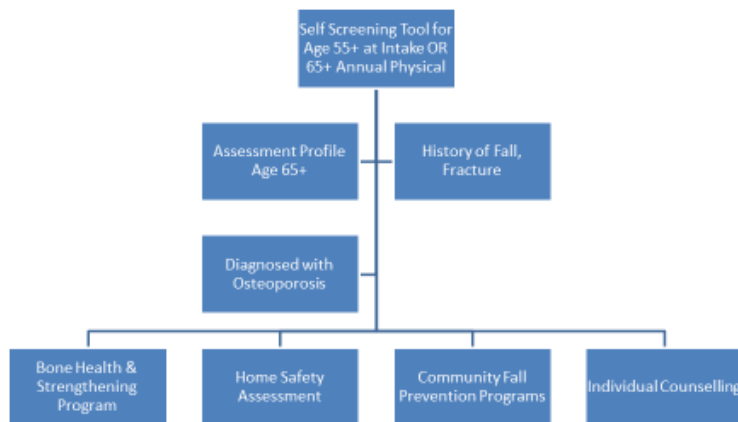 Self Screening Tool for
Age 55+ at Intake OR
65+ Annual Physical
Assessment Profile
Age 65+
History of Fall,
Fracture
Diagnosed with
Osteoporosis
Bone Health &
Strengthening
Program
Home Safety
Assessment
Community Fall
Prevention Programs
Individual Counselling